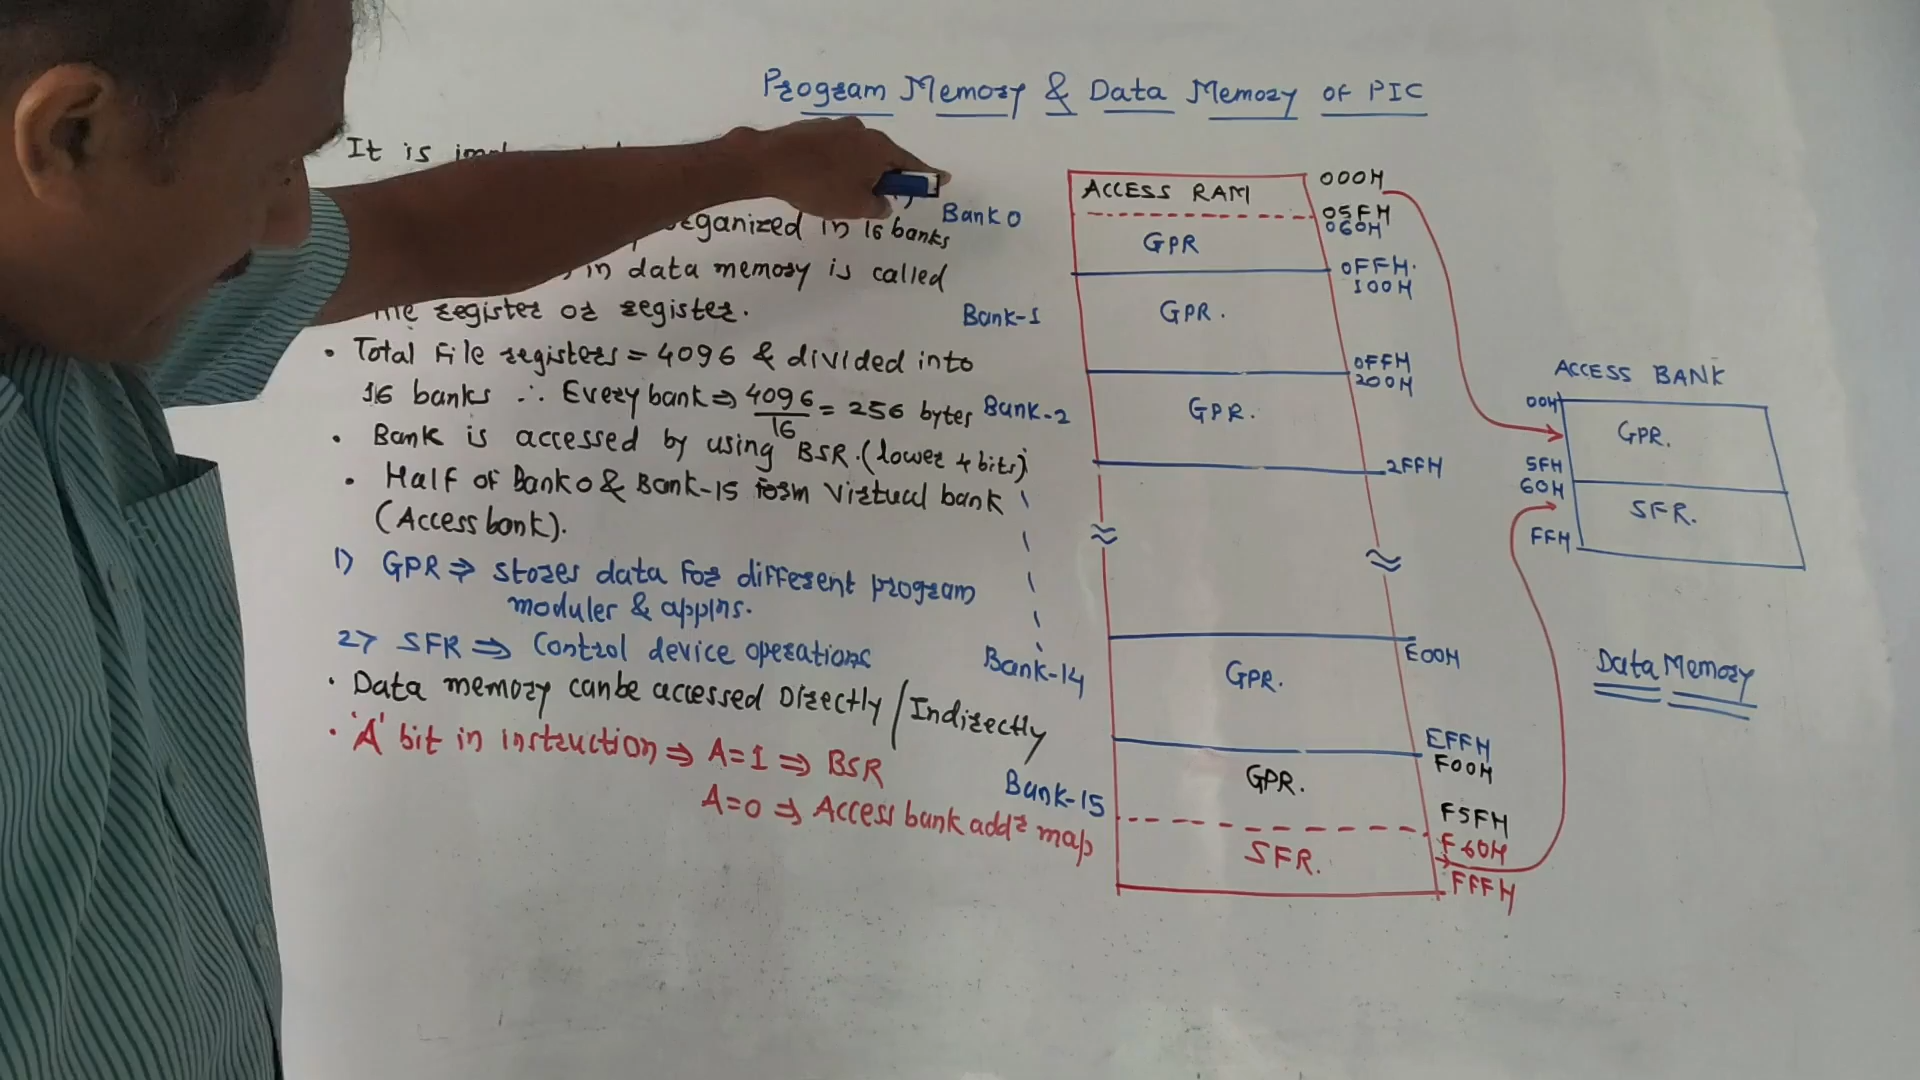 Program Memory & Data Memory OF PIC
It is
organized in 16 banks
in data memory is called
file register or register.
• Total File registers = 4096 & divided into
16 banks ∴ Every bank ⇒ 4096/16 = 256 bytes
• Bank is accessed by using BSR. (lower 4 bits)
• Half of Bank0 & Bank-15 form Virtual bank
(Access bank).
1) GPR ⇒ stores data for different program
moduler & applns.
2> SFR ⇒ Control device operations
• Data memory can be accessed Directly / Indirectly
• 'A' bit in instruction ⇒ A=1 ⇒ BSR
A=0 ⇒ Access bank addr map
Bank 0
Bank-1
Bank-2
Bank-14
Bank-15
ACCESS RAM
GPR
GPR.
GPR.
GPR.
GPR.
SFR.
000H
05FH
060H
0FFH.
100H
0FFH
200H
2FFH
E00H
EFFH
F00H
F5FH
F60H
FFFH
ACCESS BANK
00H
GPR.
5FH
60H
SFR.
FFH
Data Memory